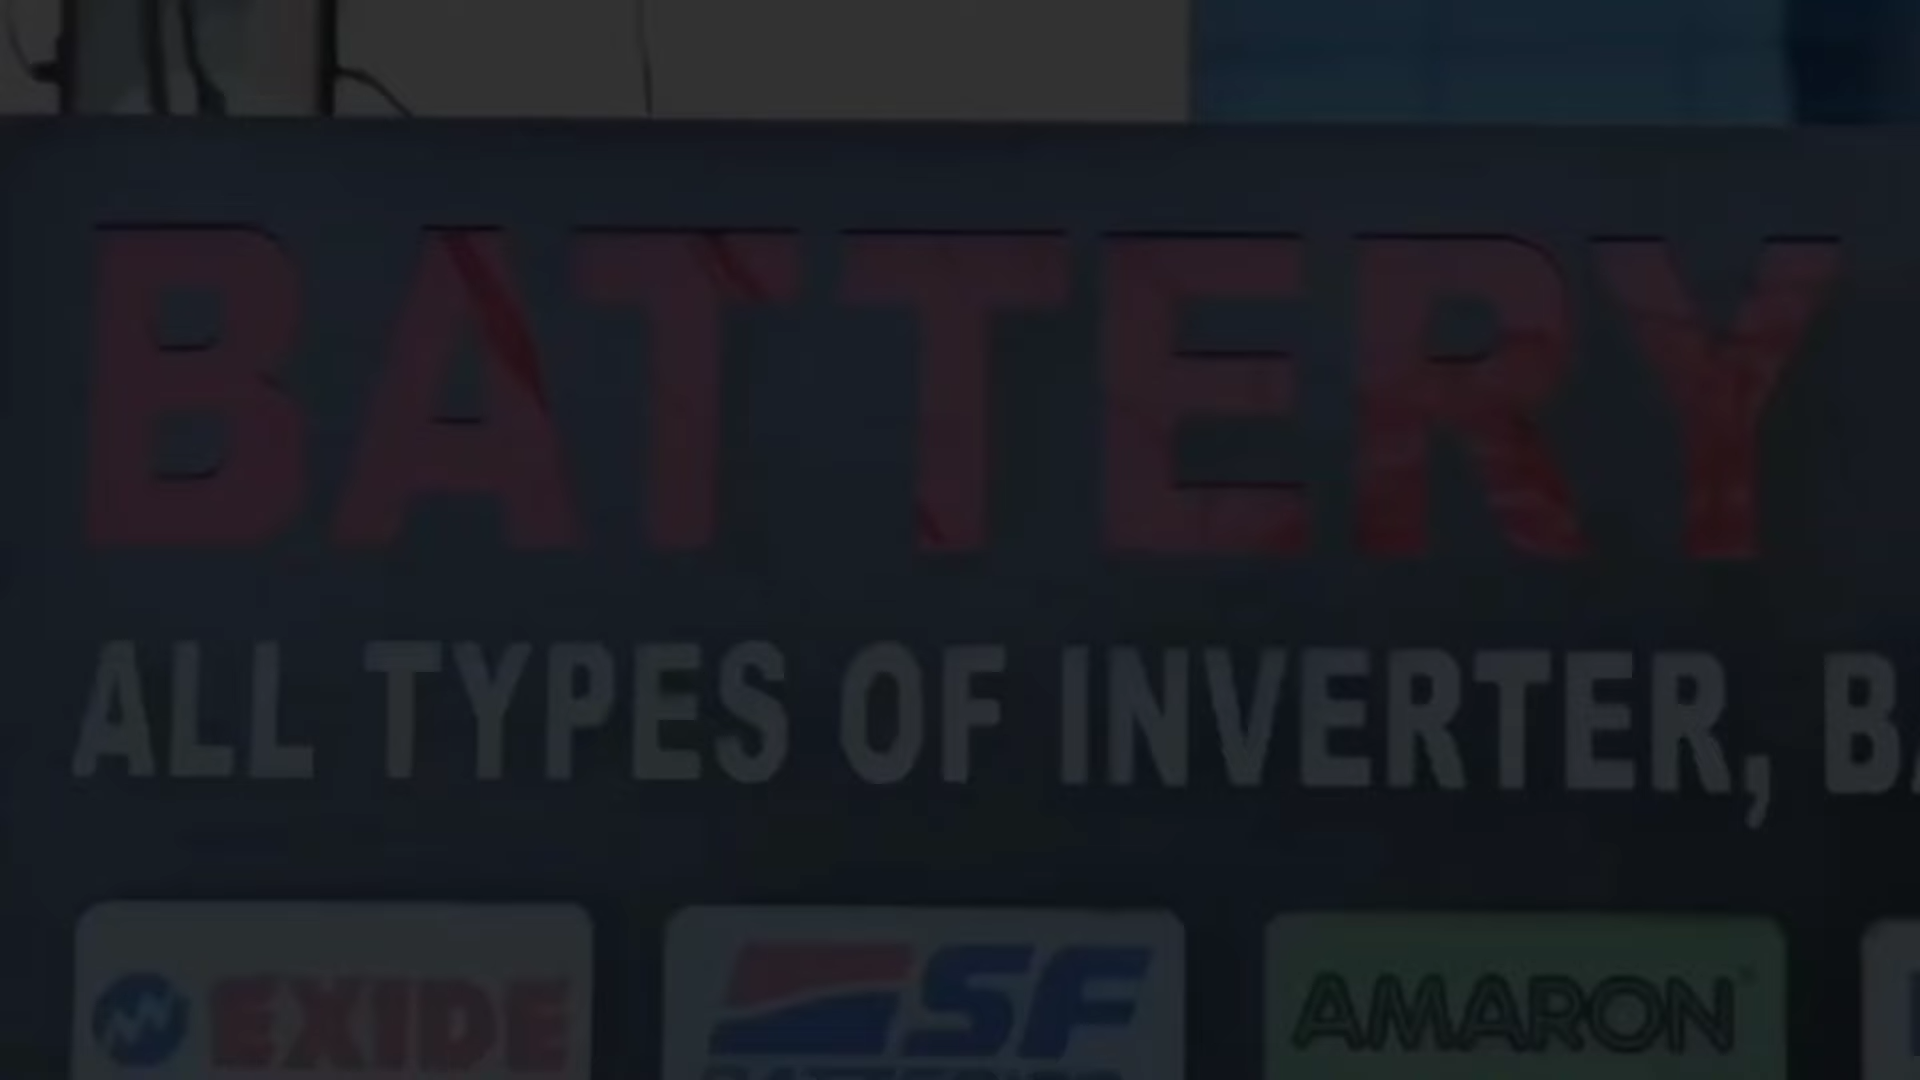 BATTERY
ALL TYPES OF INVERTER,
EXIDE
SF
AMARON